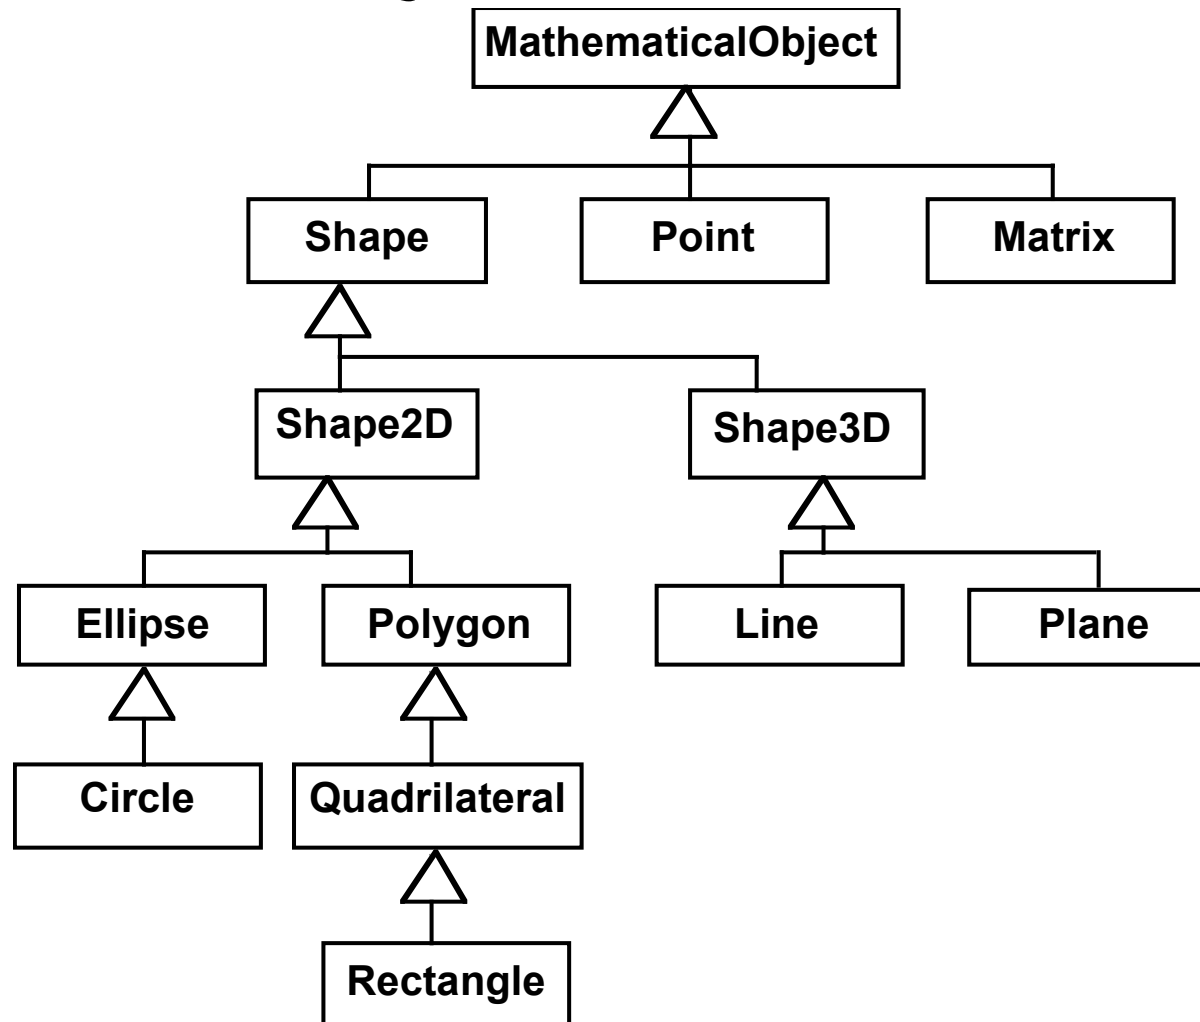 MathematicalObject
Shape
Point
Matrix
Shape2D
Shape3D
Ellipse
Polygon
Line
Plane
Circle
Quadrilateral
Rectangle